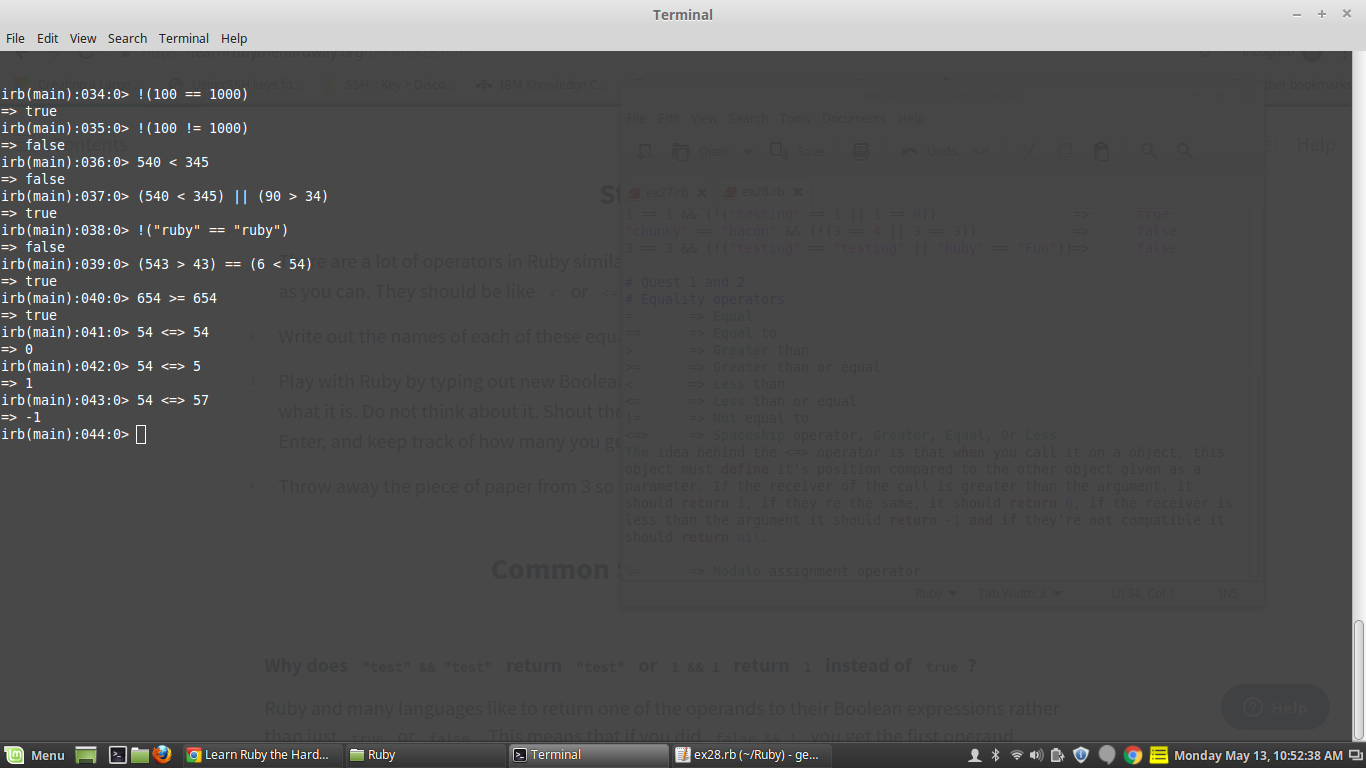 Terminal
File Edit View Search Terminal Help
irb(main):034:0> !(100 == 1000)
=> true
irb(main):035:0> !(100 != 1000)
=> false
irb(main):036:0> 540 < 345
=> false
irb(main):037:0> (540 < 345) || (90 > 34)
=> true
irb(main):038:0> !("ruby" == "ruby")
=> false
irb(main):039:0> (543 > 43) == (6 < 54)
=> true
irb(main):040:0> 654 >= 654
=> true
irb(main):041:0> 54 <=> 54
=> 0
irb(main):042:0> 54 <=> 5
=> 1
irb(main):043:0> 54 <=> 57
=> -1
irb(main):044:0>
Using SSH keys fo...
SSH : Key > Disco...
IBM Knowledge C...
ther bookmarks
Help
File Edit View Search Tools Documents Help
Open Save Undo
ex27.rb ex28.rb
1 == 1 && (!("testing" == 1 || 1 == 0)) => true
"chunky" == "bacon" && (!(3 == 4 || 3 == 3)) => false
3 == 3 && (!("testing" == "testing" || "Ruby" == "Fun"))=> false
# Quest 1 and 2
# Equality operators
= => Equal
== => Equal to
> => Greater than
>= => Greater than or equal
< => Less than
<= => Less than or equal
!= => Not equal to
<=> => Spaceship operator, Greater, Equal, Or Less
The idea behind the <=> operator is that when you call it on a object, this
object must define it's position compared to the other object given as a
parameter. If the receiver of the call is greater than the argument, it
should return 1, if they're the same, it should return 0, if the receiver is
less than the argument it should return -1 and if they're not compatible it
should return nil.
=> Modulo assignment operator
Ruby Tab Width: 8 Ln 34, Col 1 INS
re are a lot of operators in Ruby simila
as you can. They should be like < or <=
Write out the names of each of these equ
Play with Ruby by typing out new Boolea
what it is. Do not think about it. Shout the
Enter, and keep track of how many you ge
Throw away the piece of paper from 3 so
Common
Why does "test" && "test" return "test" or 1 && 1 return 1 instead of true ?
Ruby and many languages like to return one of the operands to their Boolean expressions rather
than just true or false . This means that if you did false && 1 you get the first operand
Help
Menu
Learn Ruby the Hard...
Ruby
Terminal
ex28.rb (~/Ruby) - ge...
Monday May 13, 10:52:38 AM